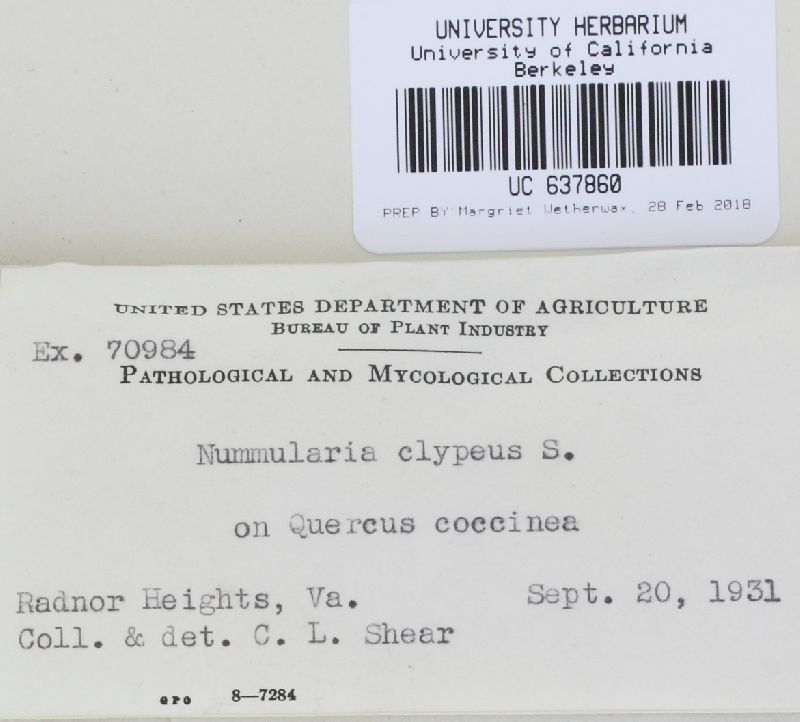 UNIVERSITY HERBARIUM
University of California
Berkeley
UC 637860
PREP BY Margriet Wetherwax, 28 Feb 2018
UNITED STATES DEPARTMENT OF AGRICULTURE
BUREAU OF PLANT INDUSTRY
Ex. 70984
PATHOLOGICAL AND MYCOLOGICAL COLLECTIONS
Nummularia clypeus S.
on Quercus coccinea
Radnor Heights, Va. Sept. 20, 1931
Coll. & det. C. L. Shear
GPO 8—7284